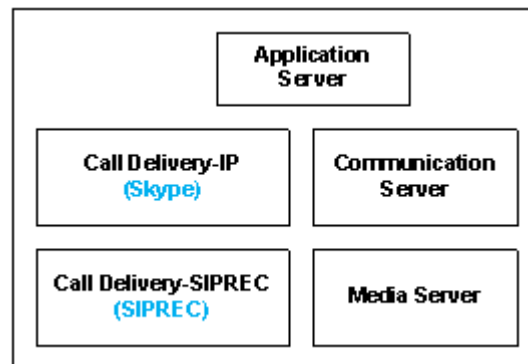 Application
Server
Call Delivery-IP
(Skype)
Communication
Server
Call Delivery-SIPREC
(SIPREC)
Media Server